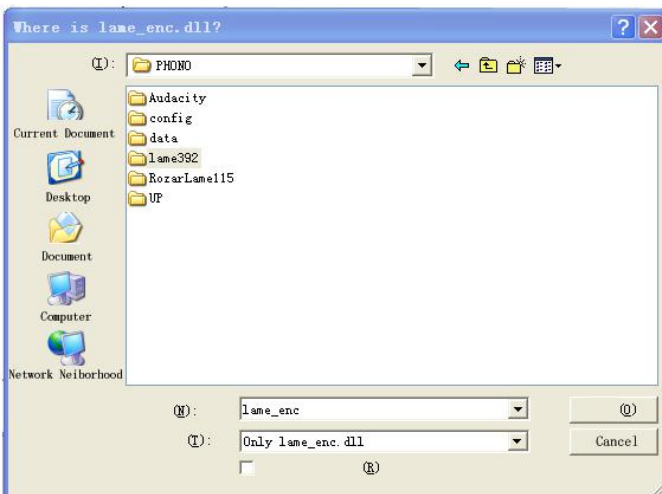 Where is lame_enc.dll?
(I): PHONO
Audacity
config
data
lame392
RozarLame115
UP
Current Document
Desktop
Document
Computer
Network Neiborhood
(N): lame_enc (O)
(T): Only lame_enc.dll Cancel
(R)